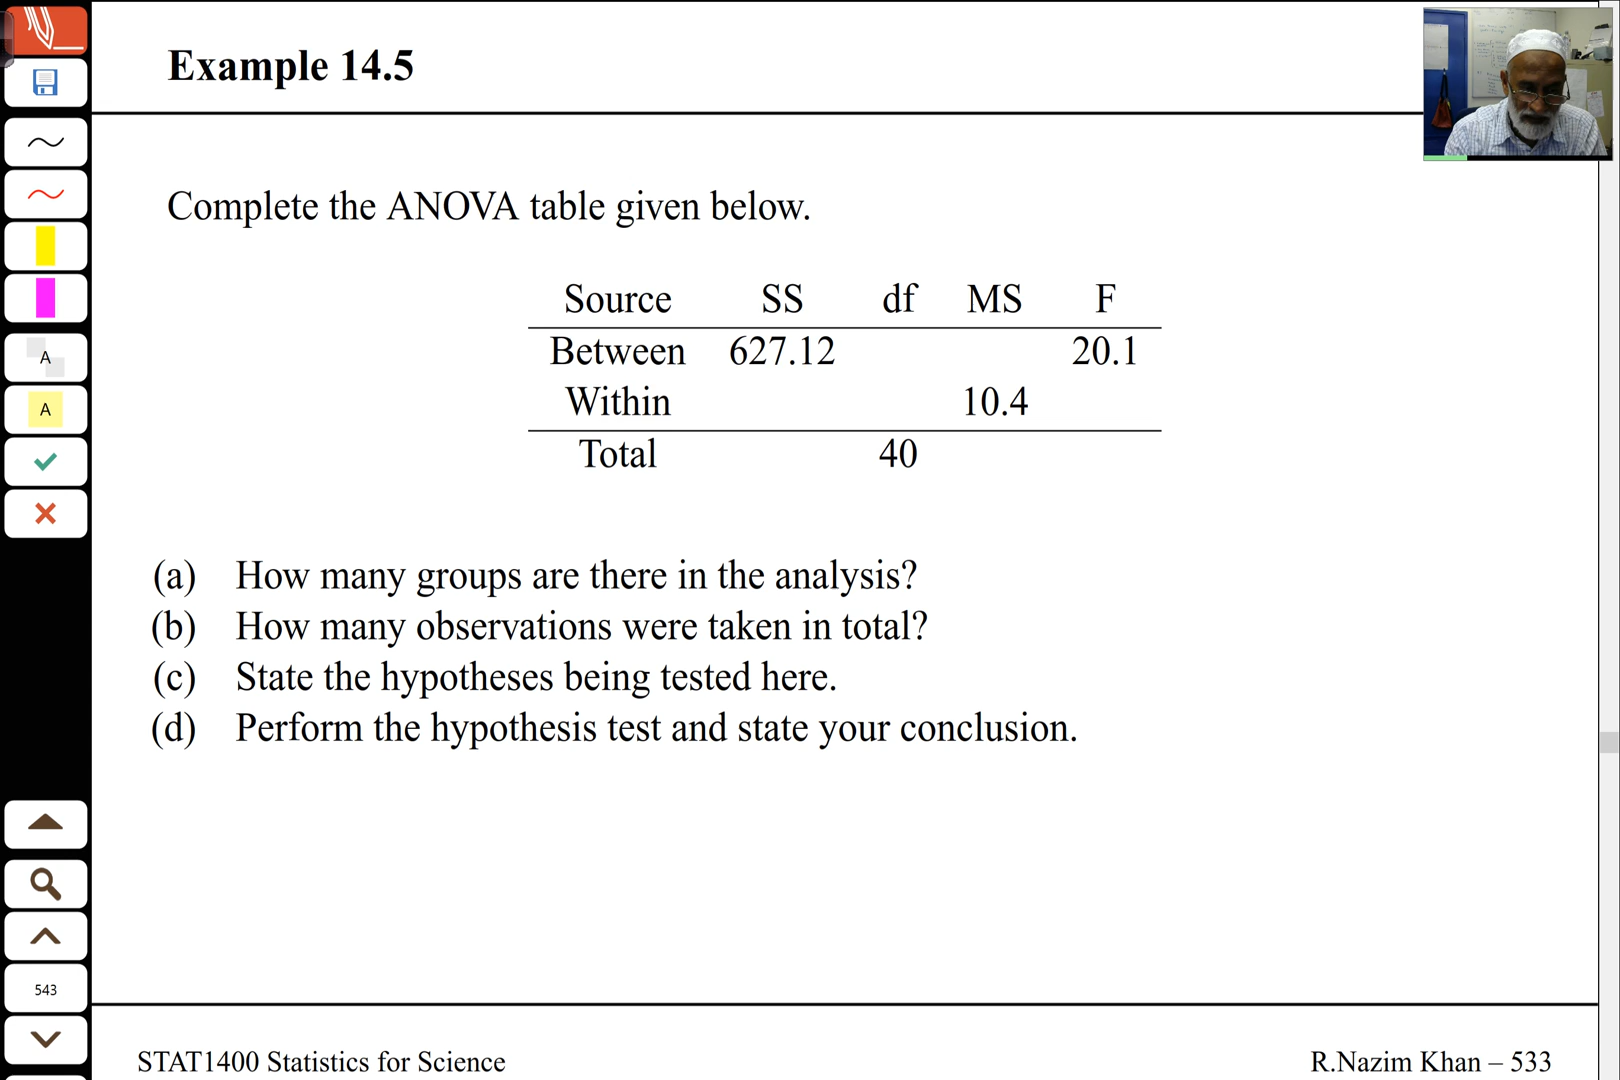 Example 14.5
Complete the ANOVA table given below.
Source SS df MS F
Between 627.12 20.1
Within 10.4
Total 40
(a) How many groups are there in the analysis?
(b) How many observations were taken in total?
(c) State the hypotheses being tested here.
(d) Perform the hypothesis test and state your conclusion.
A
A
543
STAT1400 Statistics for Science
R.Nazim Khan – 533